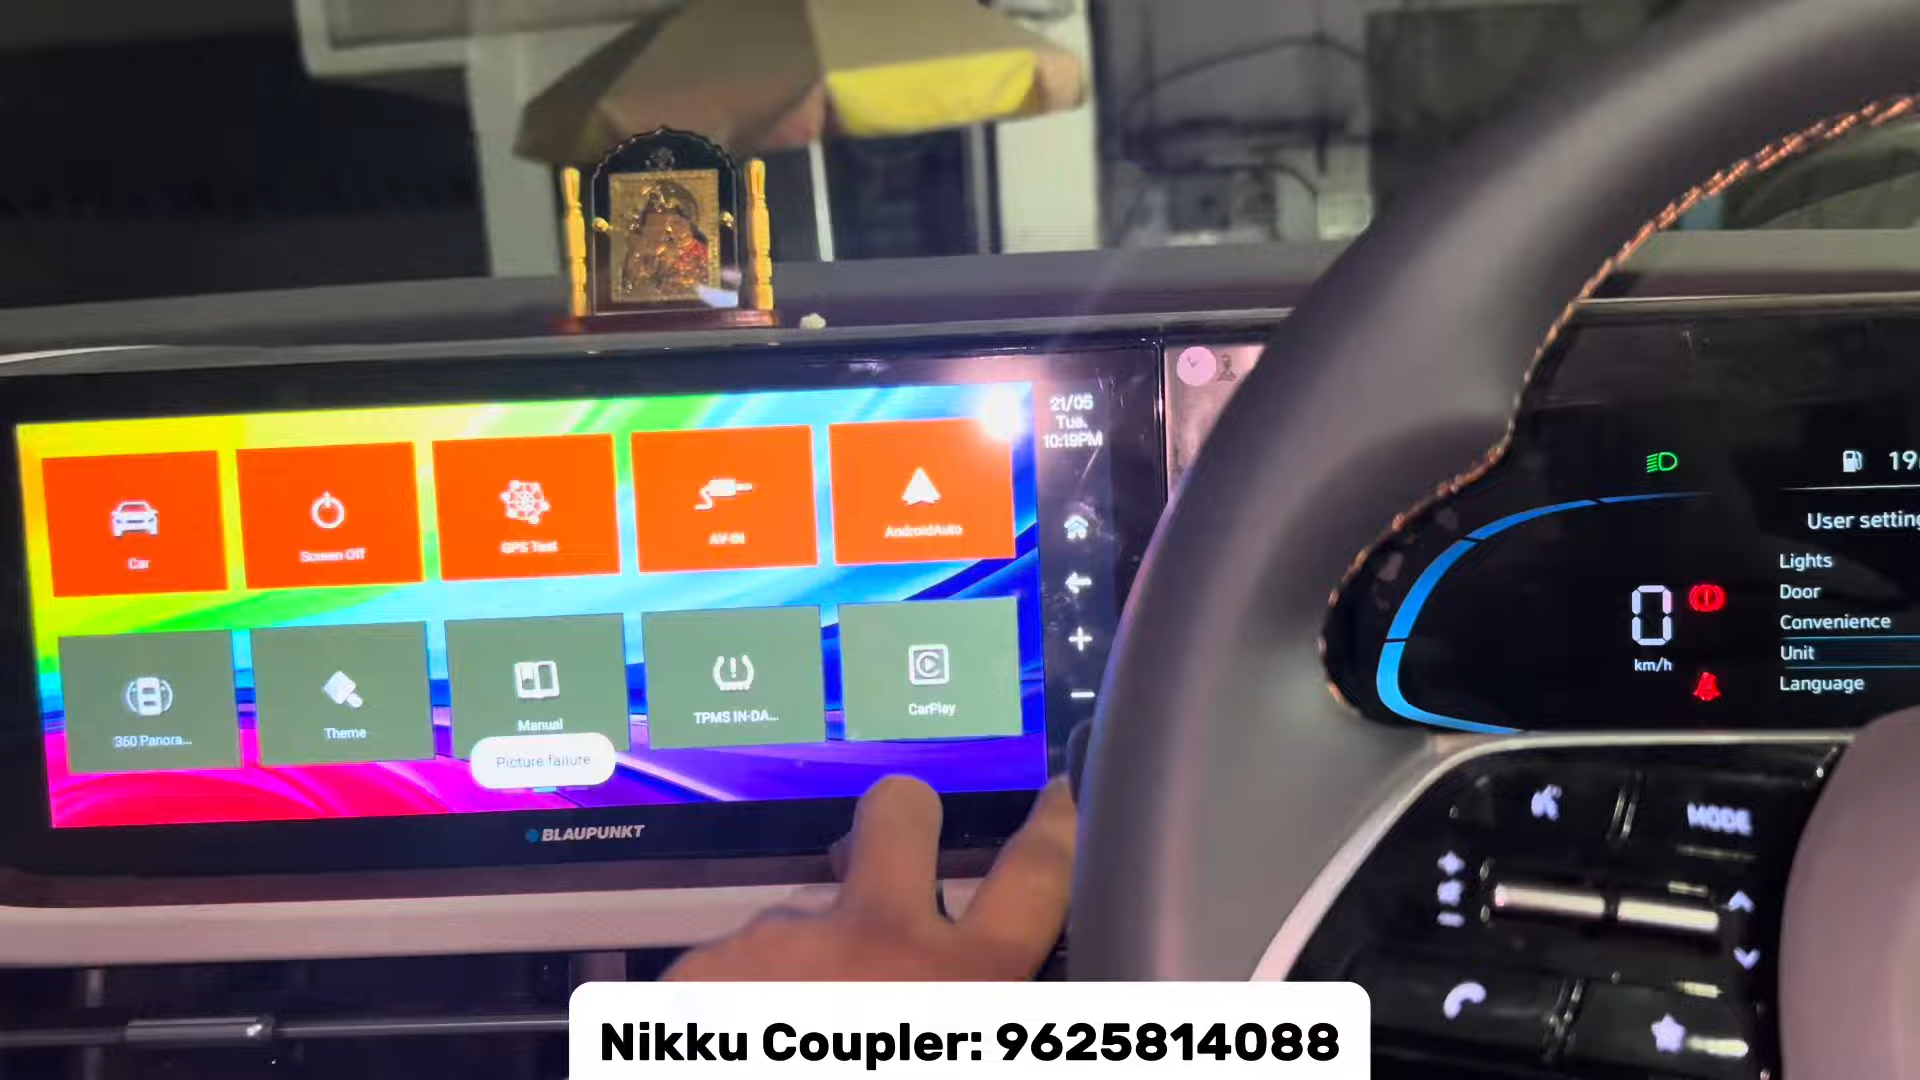 21/05
Tue.
10:19PM
Car
Screen Off
GPS Test
AV-IN
AndroidAuto
360 Panora...
Theme
Manual
TPMS IN-DA...
CarPlay
Picture failure
BLAUPUNKT
User setting
Lights
Door
Convenience
Unit
Language
0
km/h
MODE
Nikku Coupler: 9625814088